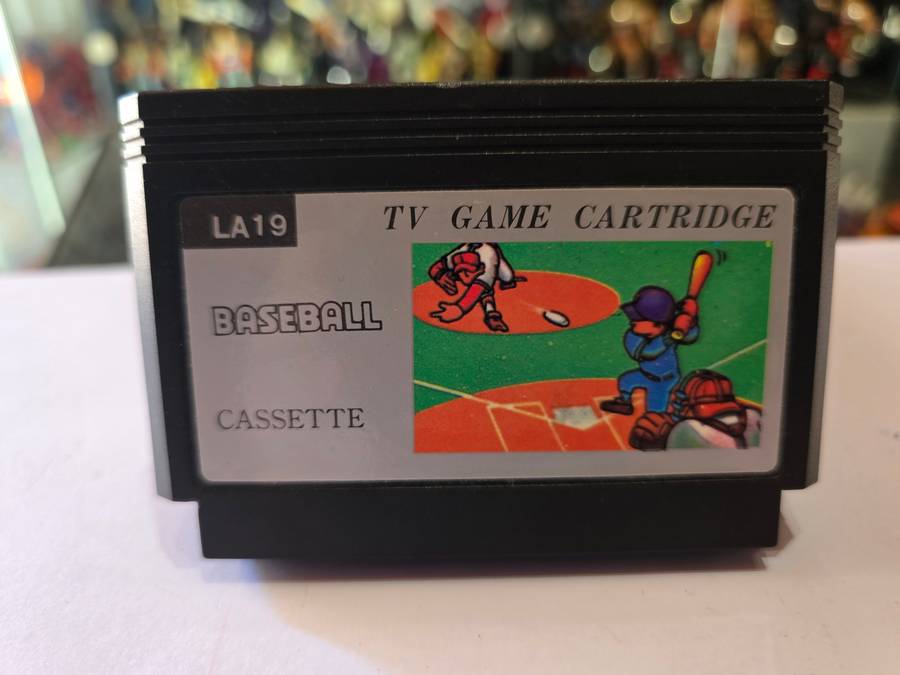 LA19
TV GAME CARTRIDGE
BASEBALL
CASSETTE